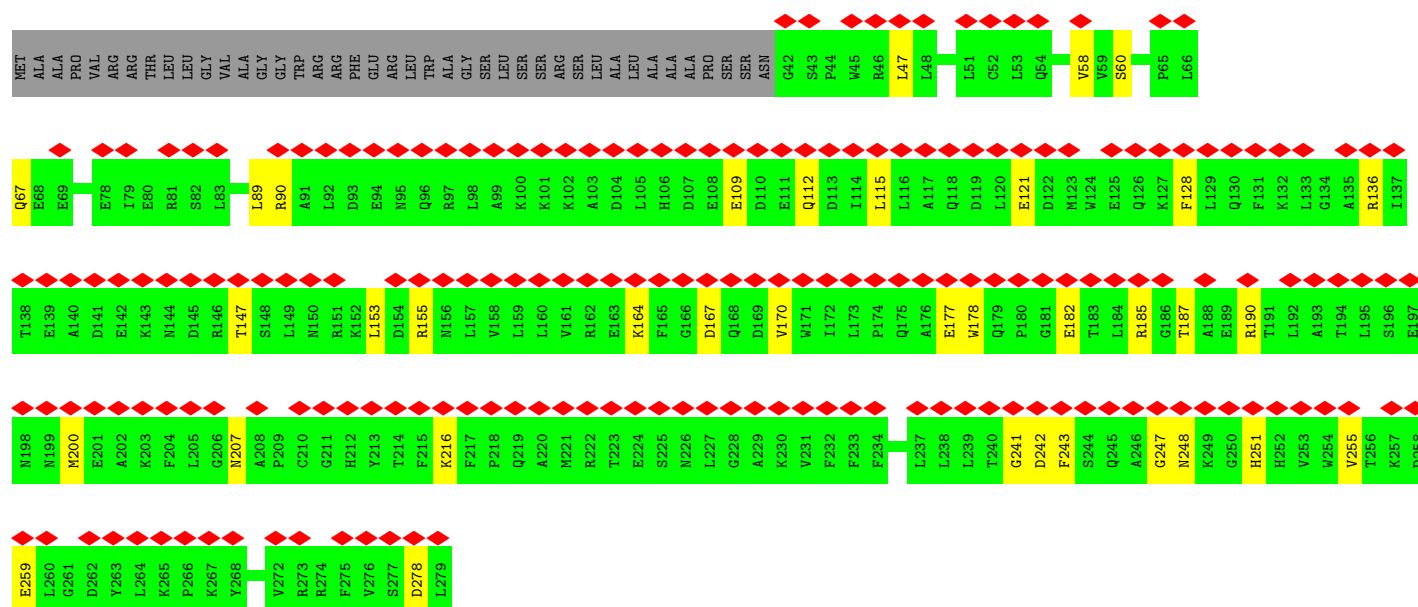 MET ALA ALA PRO VAL ARG ARG THR LEU LEU GLY VAL ALA GLY GLY TRP ARG ARG PHE GLU ARG LEU TRP ALA GLY SER LEU SER SER ARG SER LEU ALA LEU ALA ALA ALA PRO SER SER ASN G42 S43 P44 W45 R46 L47 L48 L51 C52 L53 Q54 V58 V59 S60 P65 L66
Q67 E68 E69 E78 I79 E80 R81 S82 L83 L89 R90 A91 L92 D93 E94 N95 Q96 R97 L98 A99 K100 K101 K102 A103 D104 L105 H106 D107 E108 E109 D110 E111 Q112 D113 I114 L115 L116 A117 Q118 D119 L120 E121 D122 M123 W124 E125 Q126 K127 F128 L129 Q130 F131 K132 L133 G134 A135 R136 I137
T138 E139 A140 D141 E142 K143 N144 D145 R146 T147 S148 L149 N150 R151 K152 L153 D154 R155 N156 L157 V158 L159 L160 V161 R162 E163 K164 F165 G166 D167 Q168 D169 V170 W171 I172 L173 P174 Q175 A176 E177 W178 Q179 P180 G181 E182 T183 L184 R185 G186 T187 A188 E189 R190 T191 L192 A193 T194 L195 S196 E197
N198 N199 M200 E201 A202 K203 F204 L205 G206 N207 A208 P209 C210 G211 H212 Y213 T214 F215 K216 F217 P218 Q219 A220 M221 R222 T223 E224 S225 N226 L227 G228 A229 K230 V231 F232 F233 F234 L237 L238 L239 T240 G241 D242 F243 S244 Q245 A246 G247 N248 K249 G250 H251 H252 V253 W254 V255 T256 K257 D258
E259 L260 G261 D262 Y263 L264 K265 P266 K267 Y268 V272 R273 R274 F275 V276 S277 D278 L279